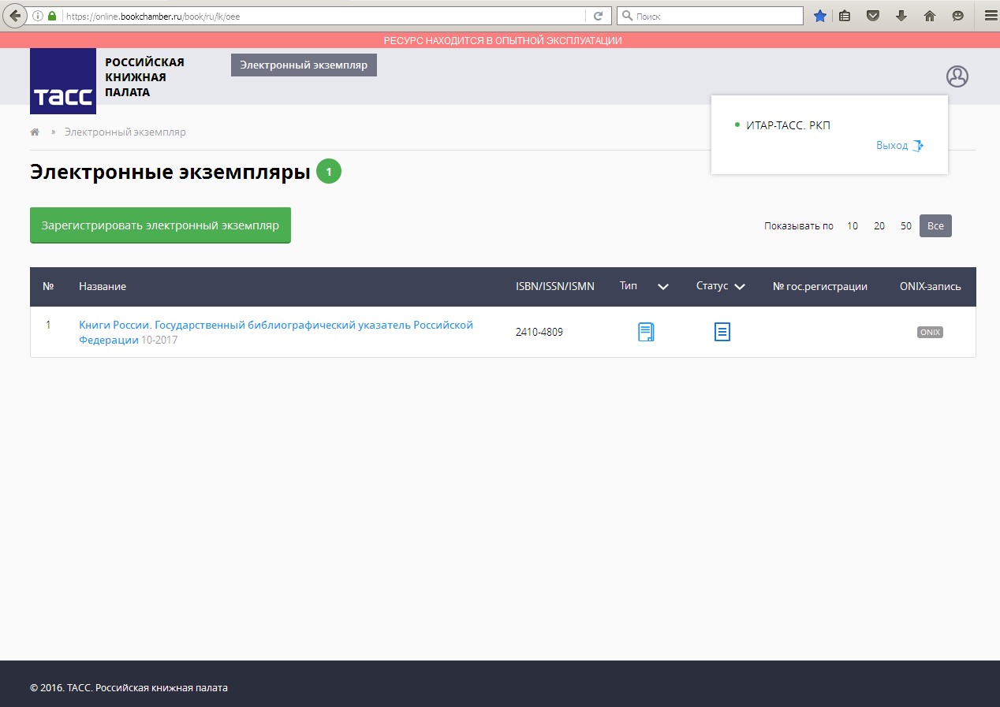 https://online.bookchamber.ru/book/ru/lk/oee
Поиск
РЕСУРС НАХОДИТСЯ В ОПЫТНОЙ ЭКСПЛУАТАЦИИ
ТАСС
РОССИЙСКАЯ
КНИЖНАЯ
ПАЛАТА
Электронный экземпляр
» Электронный экземпляр
ИТАР-ТАСС. РКП
Выход
Электронные экземпляры 1
Зарегистрировать электронный экземпляр
Показывать по 10 20 50 Все
№ Название ISBN/ISSN/ISMN Тип Статус № гос.регистрации ONIX-запись
1 Книги России. Государственный библиографический указатель Российской
Федерации 10-2017
2410-4809
ONIX
© 2016. ТАСС. Российская книжная палата